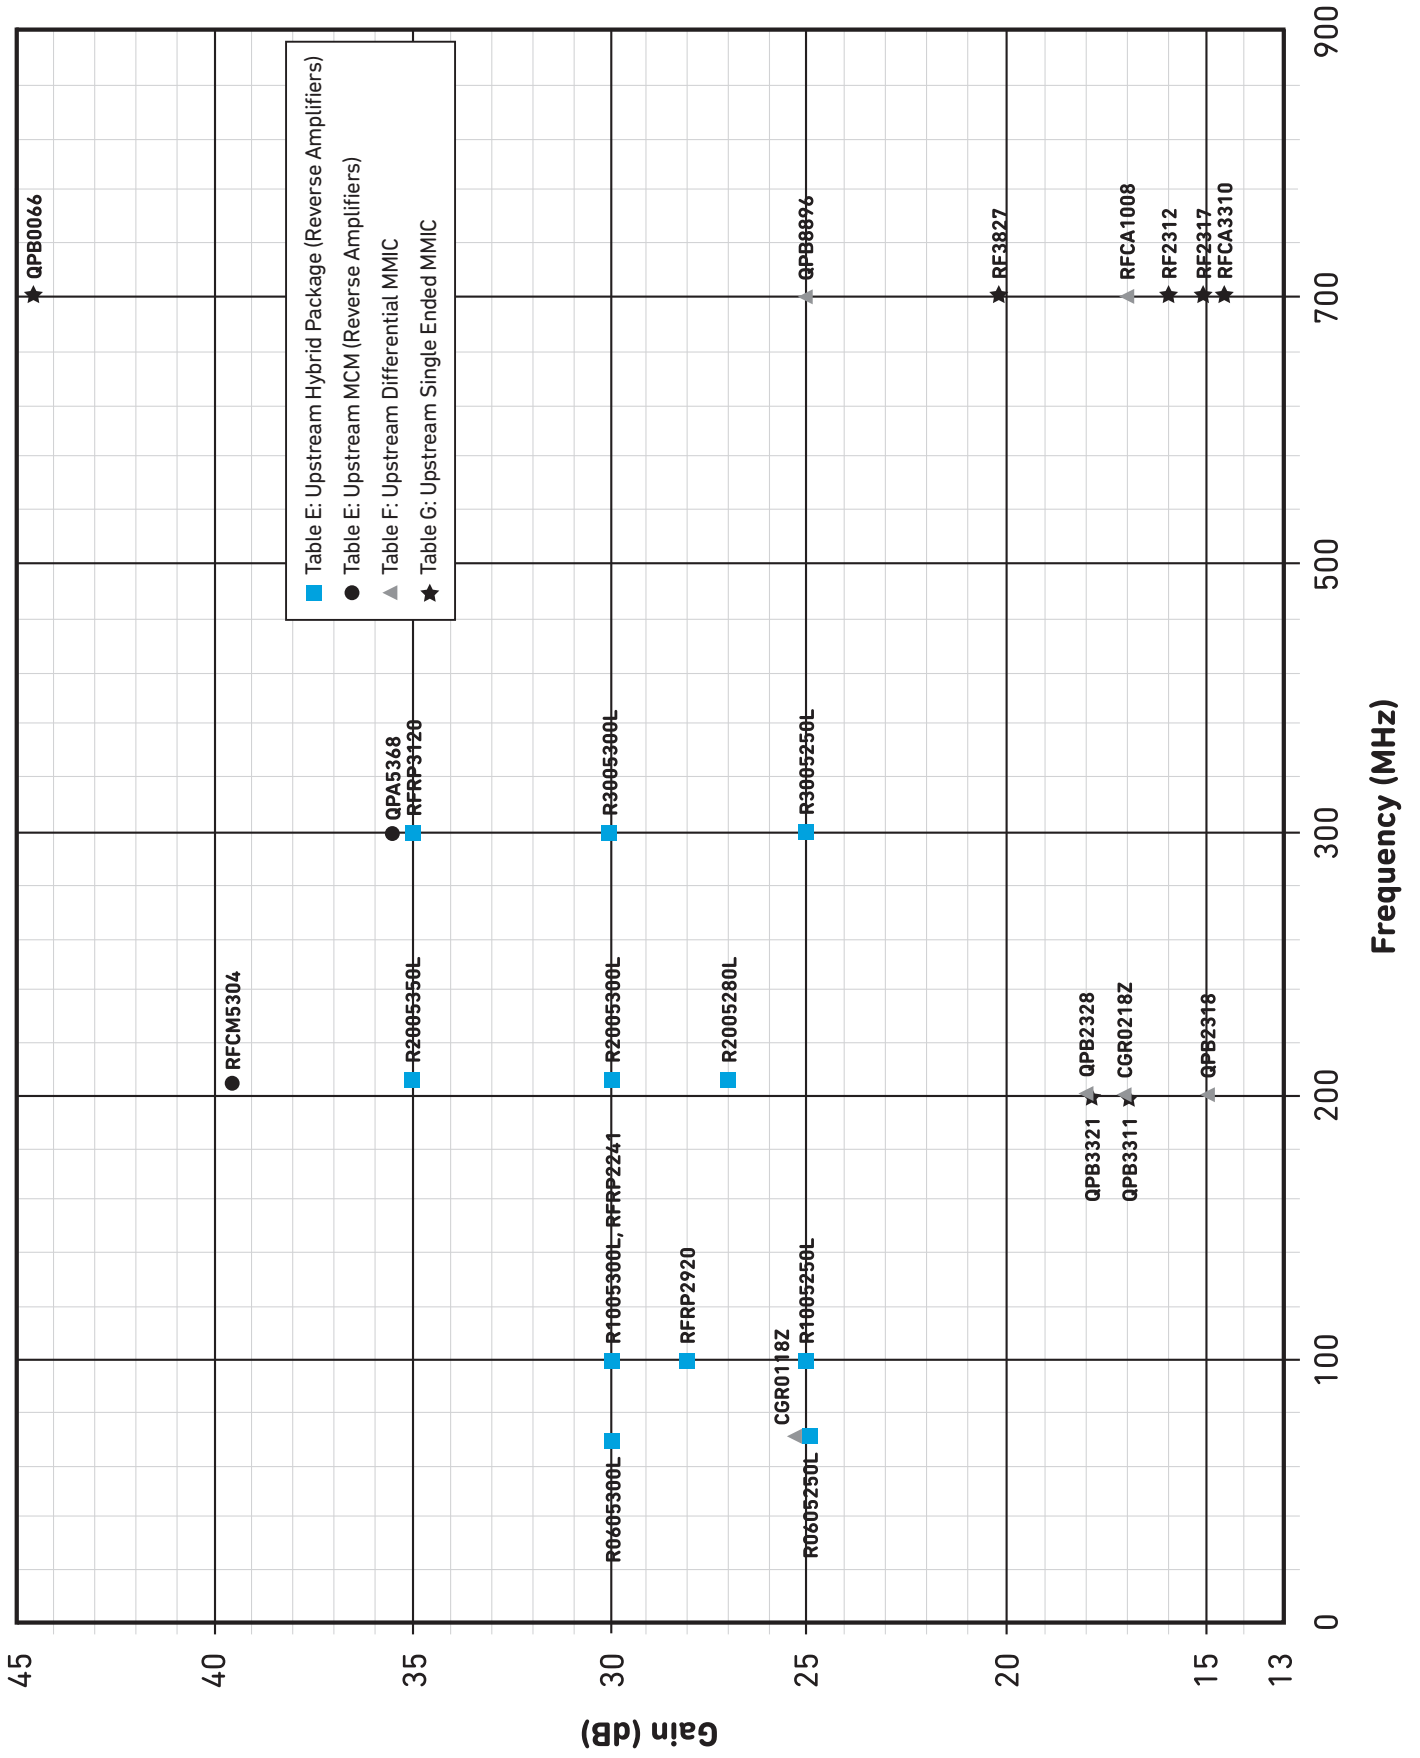 Gain (dB)
45
40
35
30
25
20
15
13
QPB0066
Table E: Upstream Hybrid Package (Reverse Amplifiers)
Table E: Upstream MCM (Reverse Amplifiers)
Table F: Upstream Differential MMIC
Table G: Upstream Single Ended MMIC
RFCM5304
QPA5368
R2005350L
RFRP3120
R0605300L
R1005300L, RFRP2241
R2005300L
R3005300L
R2005280L
RFRP2920
CGR0118Z
R0605250L
R1005250L
R3005250L
QPB8896
RF3827
QPB2328
QPB3321
CGR0218Z
QPB3311
RFCA1008
RF2312
QPB2318
RF2317
RFCA3310
0
100
200
300
500
700
900
Frequency (MHz)